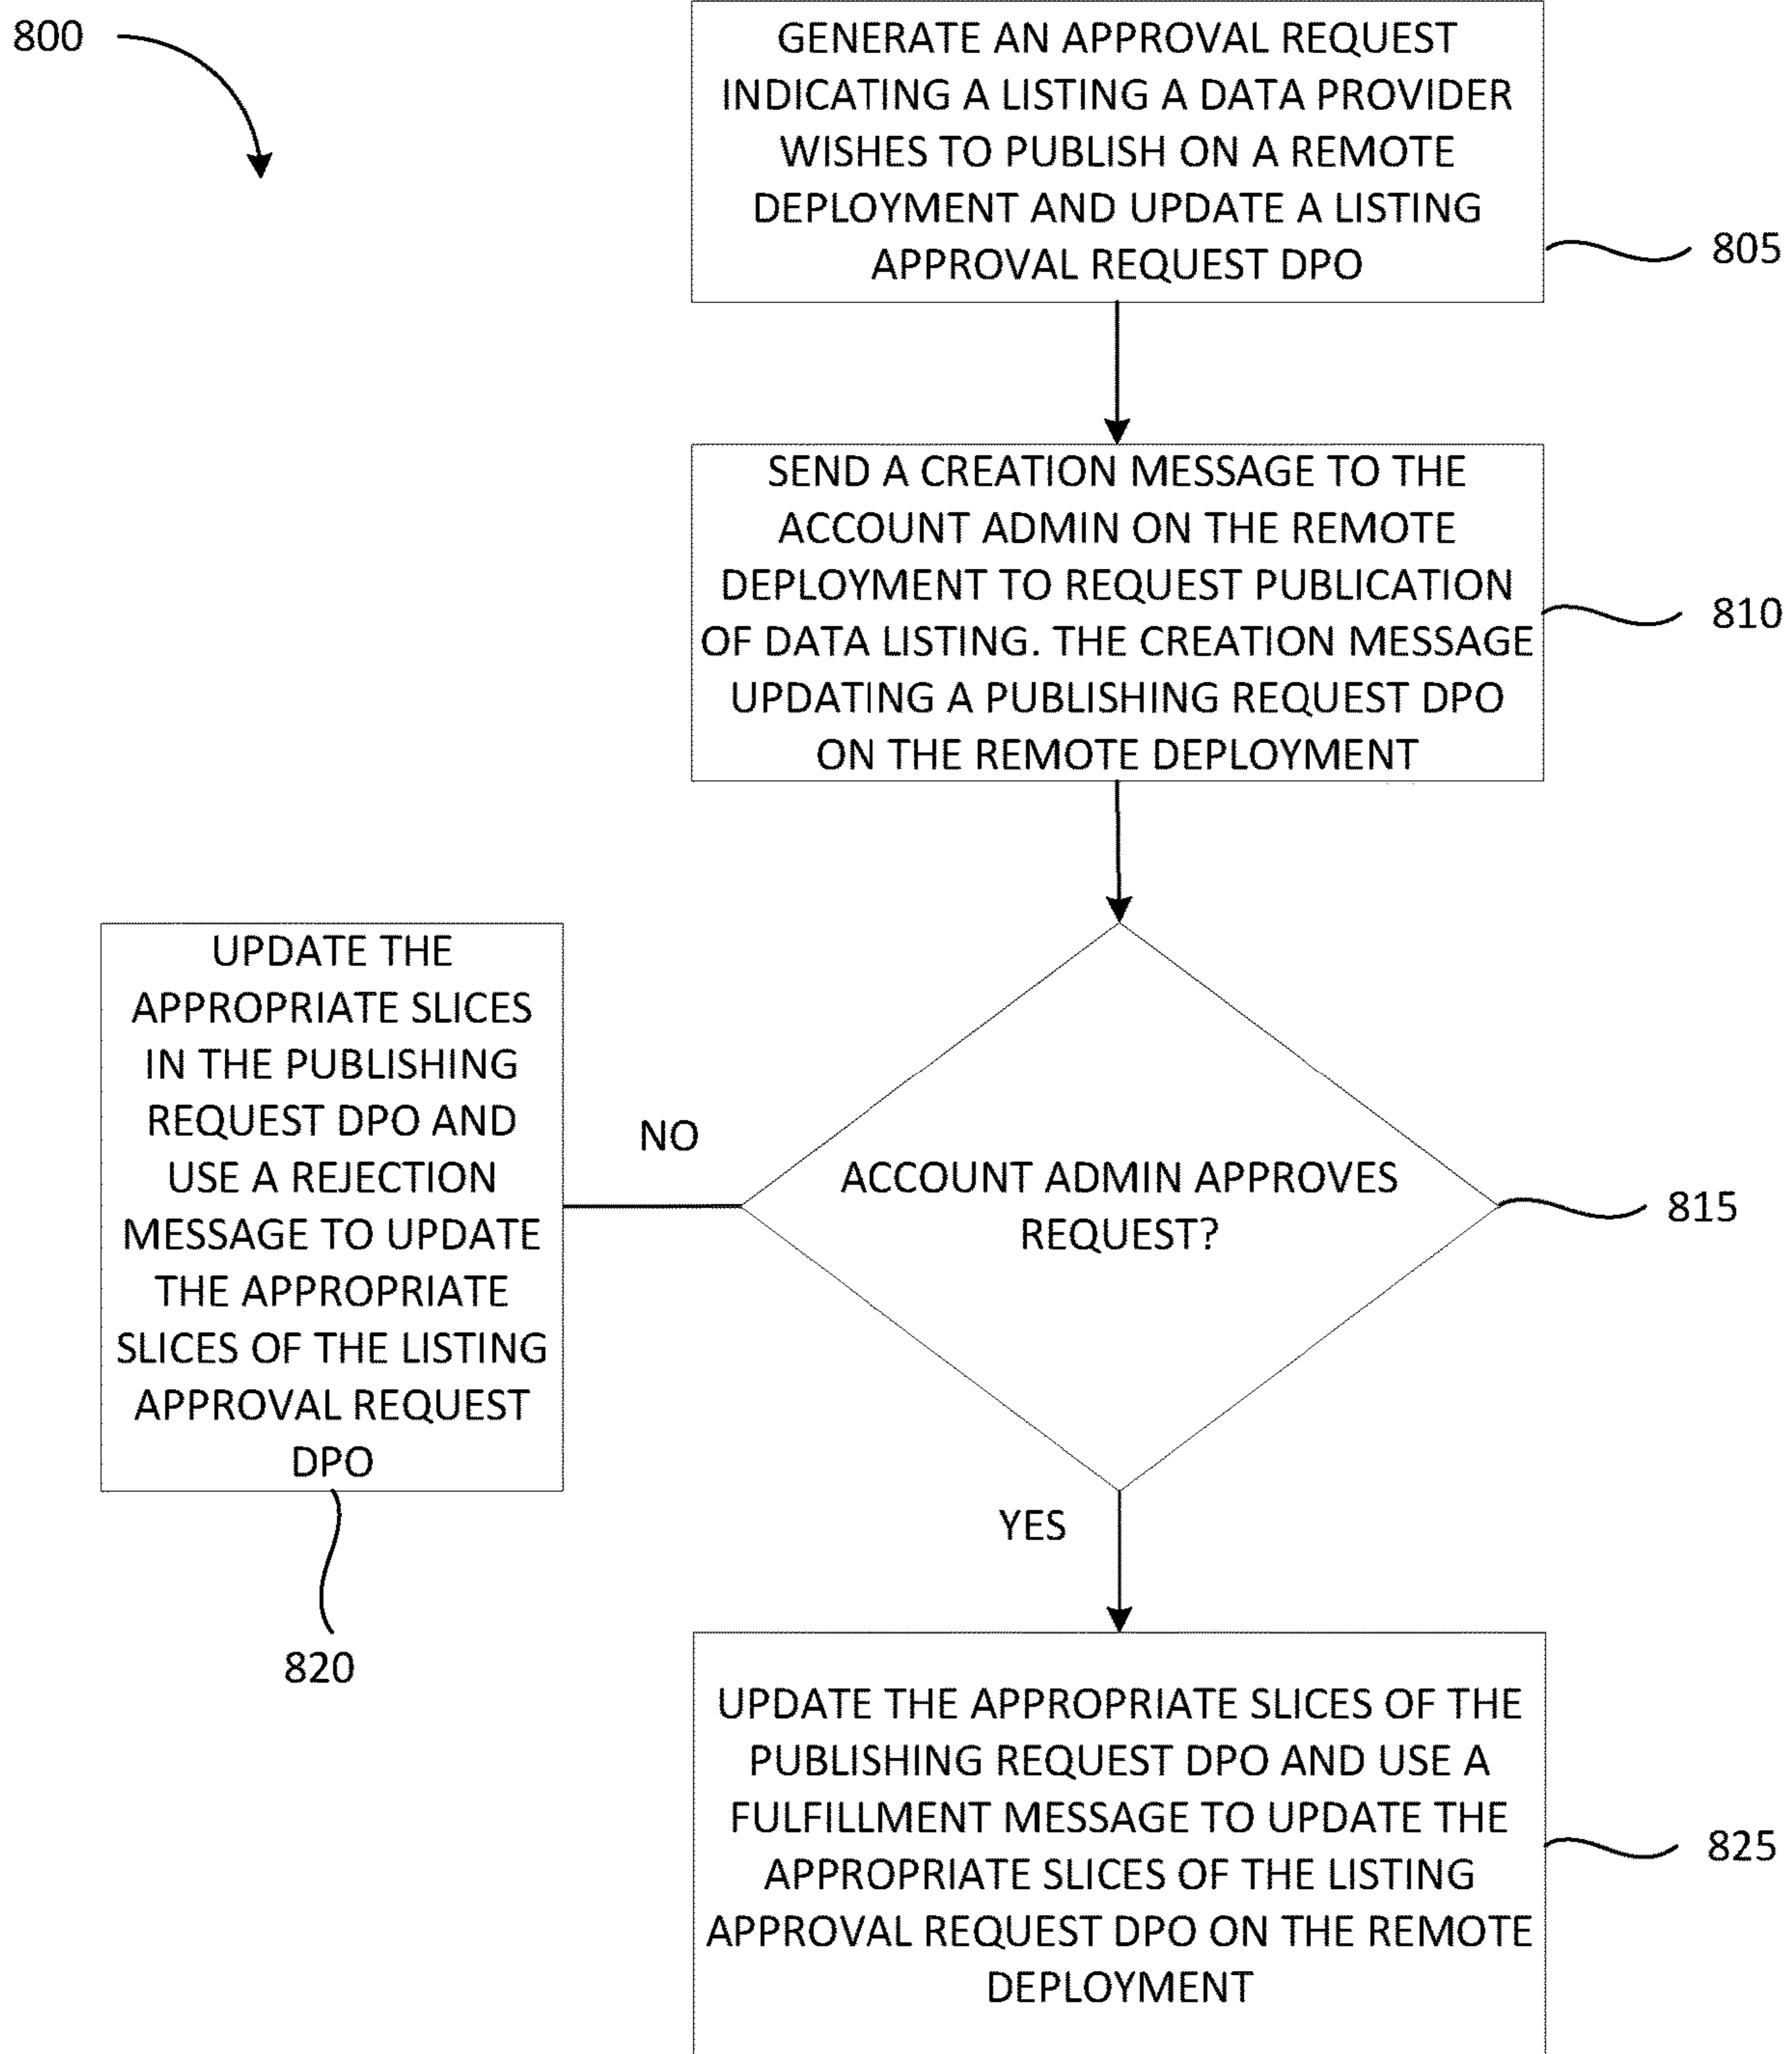 800
GENERATE AN APPROVAL REQUEST
INDICATING A LISTING A DATA PROVIDER
WISHES TO PUBLISH ON A REMOTE
DEPLOYMENT AND UPDATE A LISTING
APPROVAL REQUEST DPO
805
SEND A CREATION MESSAGE TO THE
ACCOUNT ADMIN ON THE REMOTE
DEPLOYMENT TO REQUEST PUBLICATION
OF DATA LISTING. THE CREATION MESSAGE
UPDATING A PUBLISHING REQUEST DPO
ON THE REMOTE DEPLOYMENT
810
ACCOUNT ADMIN APPROVES
REQUEST?
815
NO
UPDATE THE
APPROPRIATE SLICES
IN THE PUBLISHING
REQUEST DPO AND
USE A REJECTION
MESSAGE TO UPDATE
THE APPROPRIATE
SLICES OF THE LISTING
APPROVAL REQUEST
DPO
820
YES
UPDATE THE APPROPRIATE SLICES OF THE
PUBLISHING REQUEST DPO AND USE A
FULFILLMENT MESSAGE TO UPDATE THE
APPROPRIATE SLICES OF THE LISTING
APPROVAL REQUEST DPO ON THE REMOTE
DEPLOYMENT
825